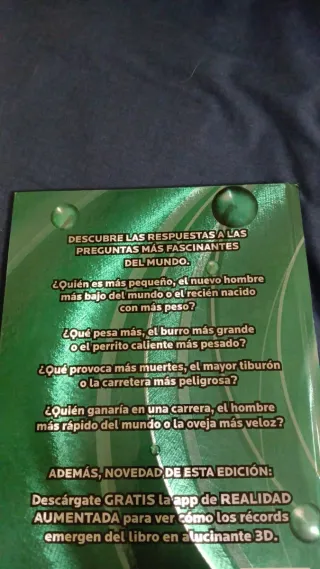 DESCUBRE LAS RESPUESTAS A LAS
PREGUNTAS MÁS FASCINANTES
DEL MUNDO.
¿Quién es más pequeño, el nuevo hombre
más bajo del mundo o el recién nacido
con más peso?
¿Qué pesa más, el burro más grande
o el perrito caliente más pesado?
¿Qué provoca más muertes, el mayor tiburón
o la carretera más peligrosa?
¿Quién ganaría en una carrera, el hombre
más rápido del mundo o la oveja más veloz?
ADEMÁS, NOVEDAD DE ESTA EDICIÓN:
Descárgate GRATIS la app de REALIDAD
AUMENTADA para ver cómo los récords
emergen del libro en alucinante 3D.